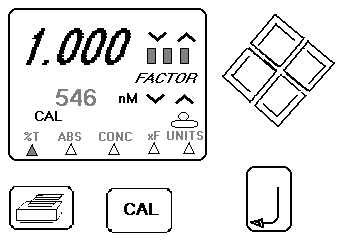 1.000
FACTOR
546 nM
CAL
%T ABS CONC xF UNITS
CAL